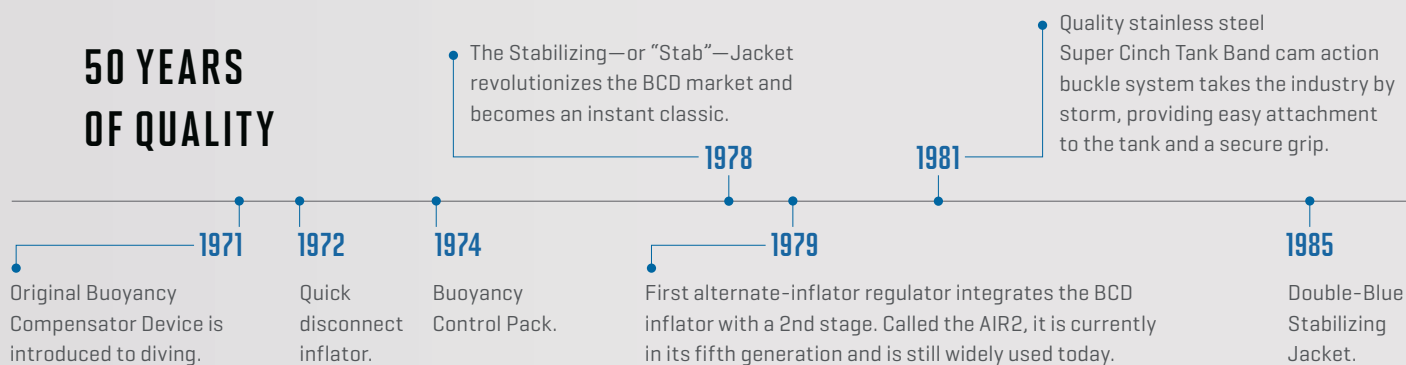 50 YEARS
OF QUALITY
The Stabilizing—or “Stab”—Jacket
revolutionizes the BCD market and
becomes an instant classic.
1978
1981
Quality stainless steel
Super Cinch Tank Band cam action
buckle system takes the industry by
storm, providing easy attachment
to the tank and a secure grip.
1971
Original Buoyancy
Compensator Device is
introduced to diving.
1972
Quick
disconnect
inflator.
1974
Buoyancy
Control Pack.
1979
First alternate-inflator regulator integrates the BCD
inflator with a 2nd stage. Called the AIR2, it is currently
in its fifth generation and is still widely used today.
1985
Double-Blue
Stabilizing
Jacket.